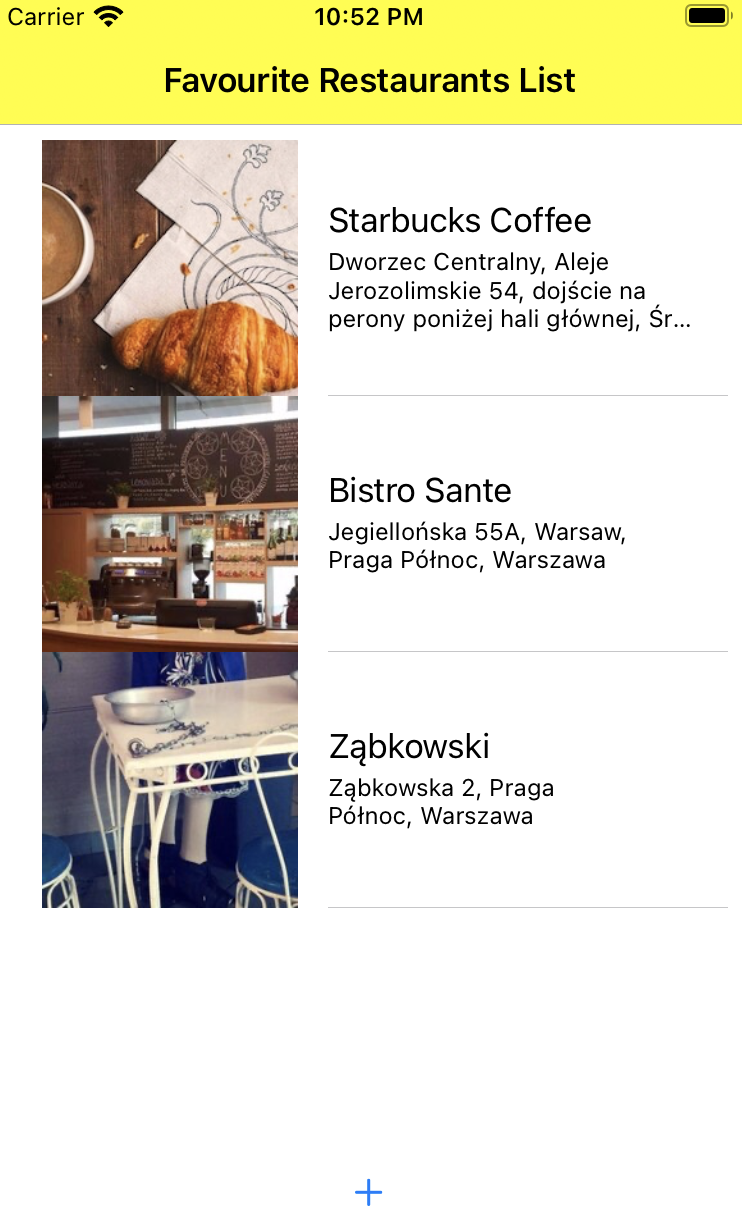 Carrier 10:52 PM
Favourite Restaurants List
Starbucks Coffee
Dworzec Centralny, Aleje
Jerozolimskie 54, dojście na
perony poniżej hali głównej, Śr...
MENU
Bistro Sante
Jegiellońska 55A, Warsaw,
Praga Północ, Warszawa
Ząbkowski
Ząbkowska 2, Praga
Północ, Warszawa